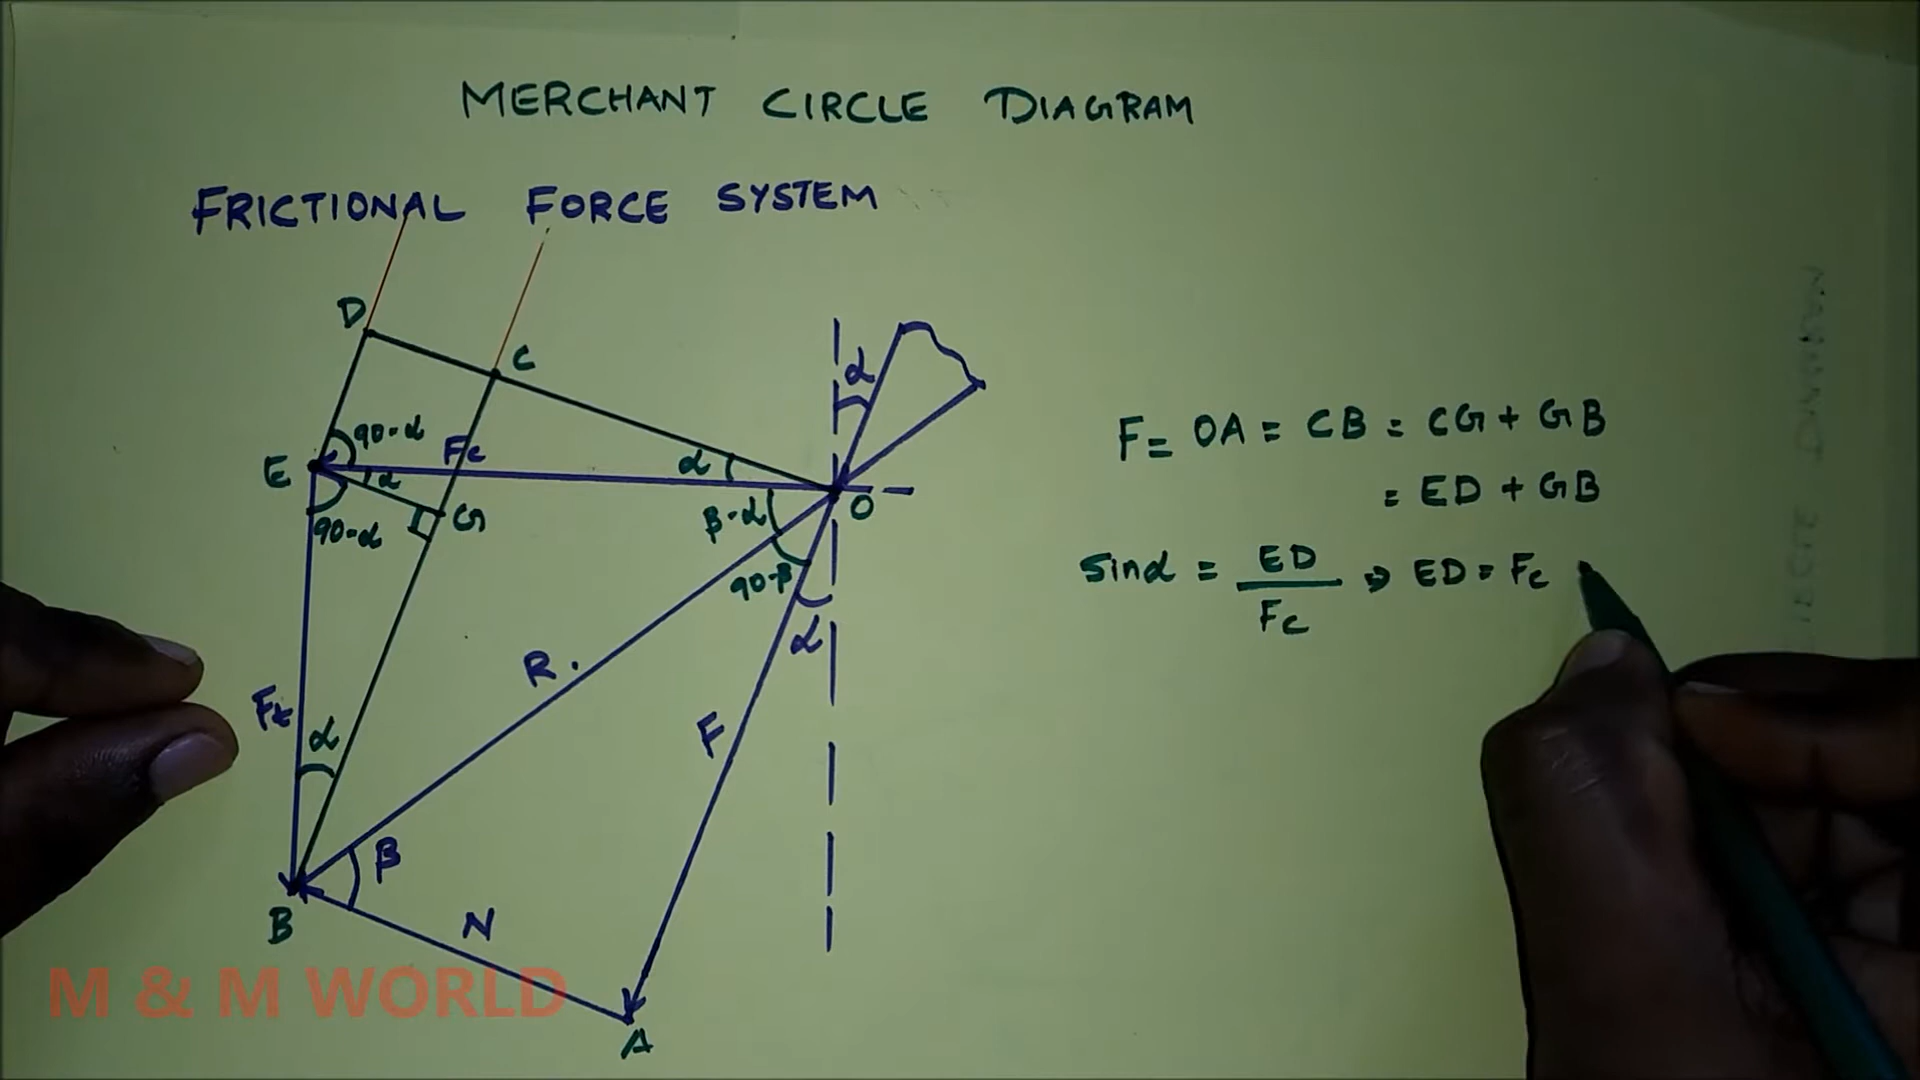 MERCHANT CIRCLE DIAGRAM
FRICTIONAL FORCE SYSTEM
D
C
α
90-α
Fc
E
α
α
O
G
90-α
β-α
90-β
α
R.
Ft
α
F
β
B
N
A
F = OA = CB = CG + GB
= ED + GB
sinα = ED / Fc → ED = Fc
M & M WORLD